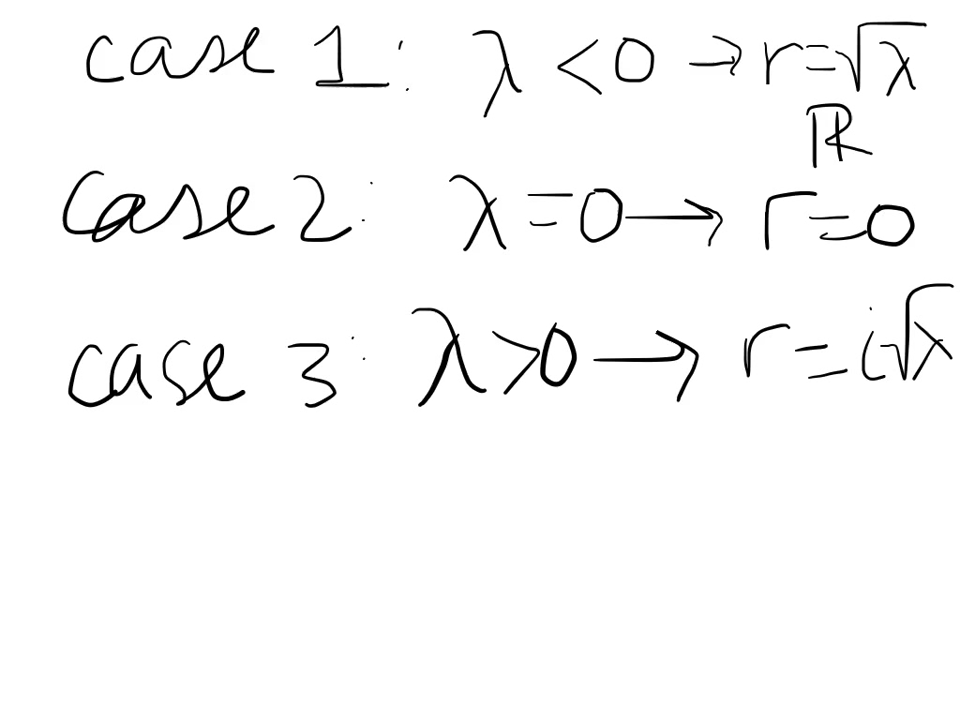 case 1: λ < 0 → r = √λ
ℝ
case 2: λ = 0 → r = 0
case 3: λ > 0 → r = i√λ